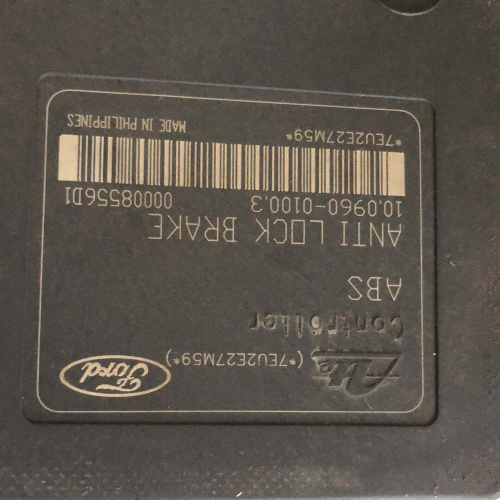 Ate
(*7EU2E27M59*)
Ford
Controller
ABS
ANTI LOCK BRAKE
10.0960-0100.3 00008556D1
*7EU2E27M59* MADE IN PHILIPPINES